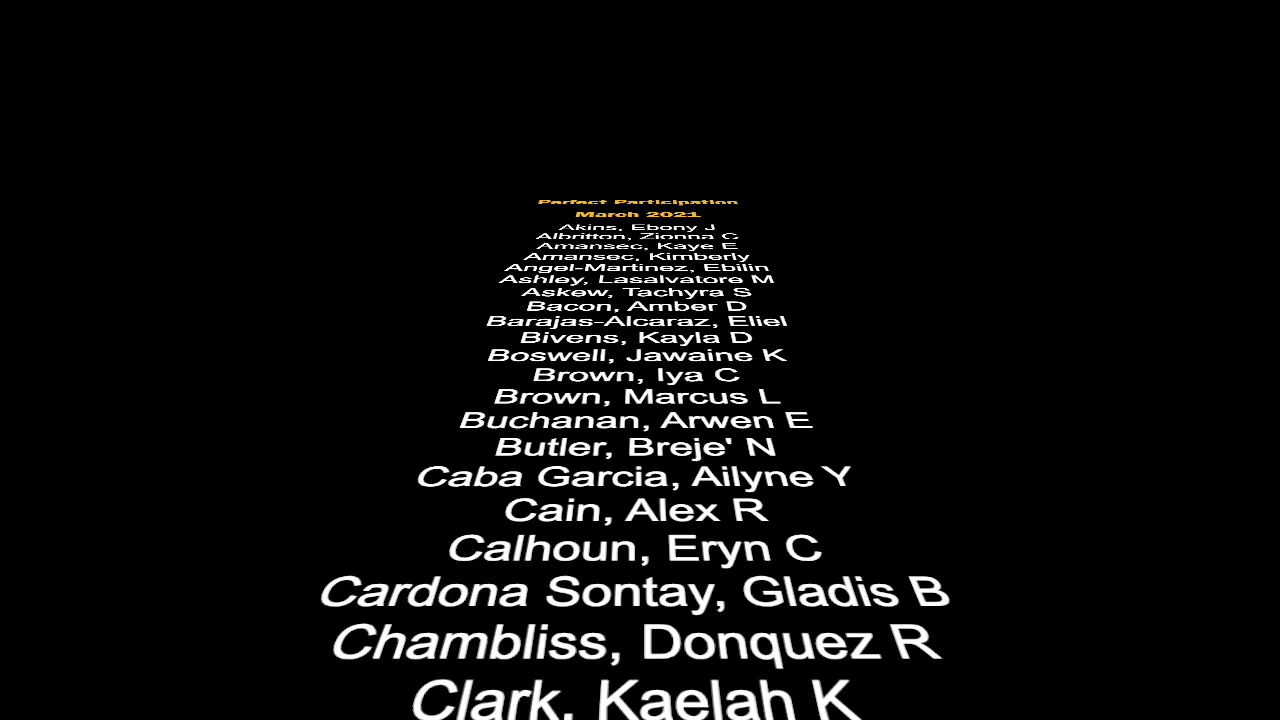 Perfect Participation
March 2021
Akins, Ebony J
Albritton, Zionna C
Amansec, Kaye E
Amansec, Kimberly
Angel-Martinez, Ebilin
Ashley, Lasalvatore M
Askew, Tachyra S
Bacon, Amber D
Barajas-Alcaraz, Eliel
Bivens, Kayla D
Boswell, Jawaine K
Brown, Iya C
Brown, Marcus L
Buchanan, Arwen E
Butler, Breje' N
Caba Garcia, Ailyne Y
Cain, Alex R
Calhoun, Eryn C
Cardona Sontay, Gladis B
Chambliss, Donquez R
Clark, Kaelah K